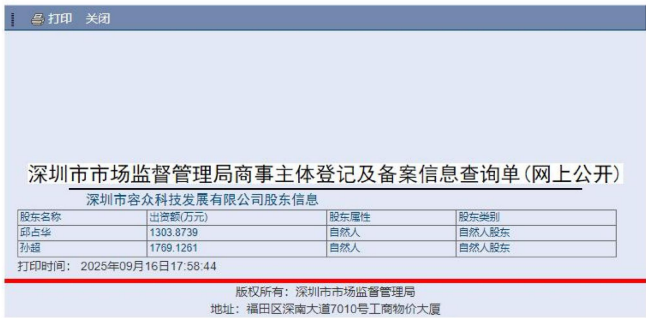 打印 关闭
深圳市市场监督管理局商事主体登记及备案信息查询单(网上公开)
深圳市容众科技发展有限公司股东信息
股东名称 出资额(万元) 股东属性 股东类别
邱占华 1303.8739 自然人 自然人股东
孙超 1769.1261 自然人 自然人股东
打印时间: 2025年09月16日17:58:44
版权所有：深圳市市场监督管理局
地址：福田区深南大道7010号工商物价大厦